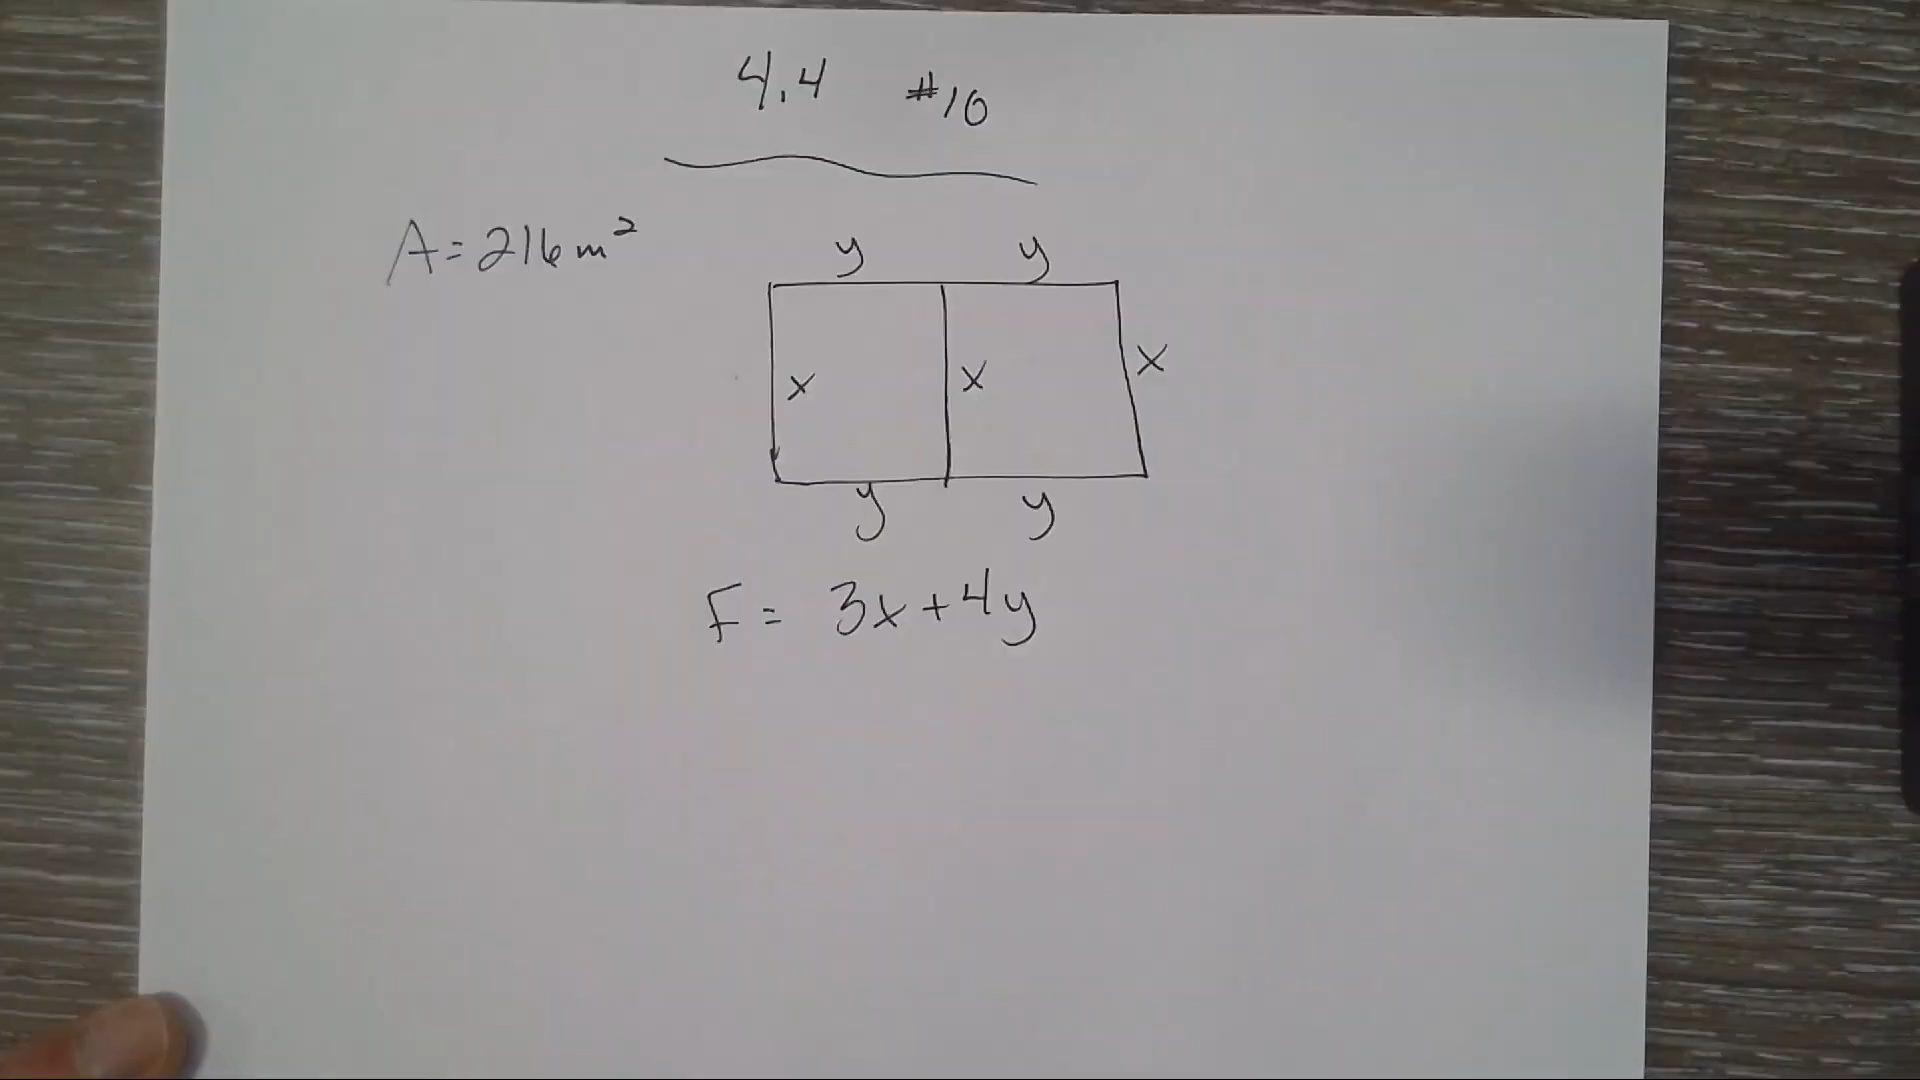 4.4 #10
A=216m²
y y
x x x
y y
F= 3x+4y